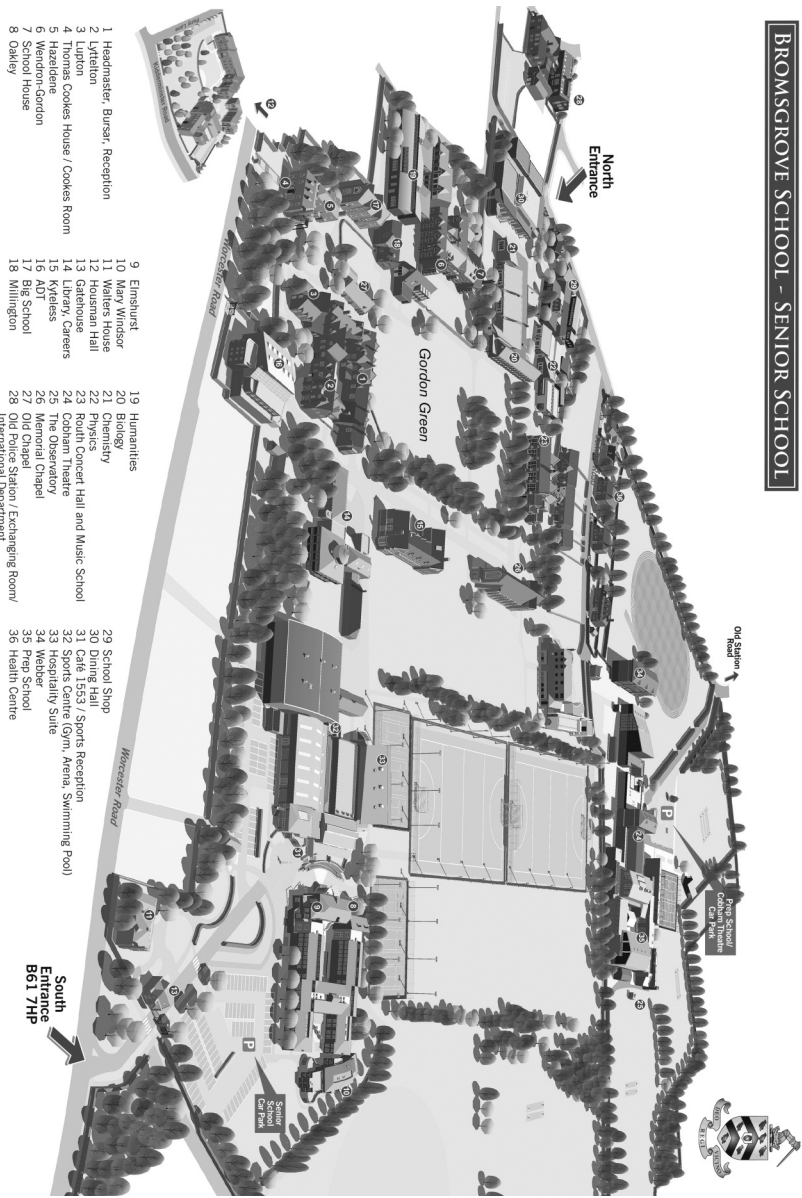 BROMSGROVE SCHOOL - SENIOR SCHOOL
North
Entrance
Old Station
Road
Gordon Green
Prep School/
Cobham Theatre
Car Park
P
Worcester Road
Worcester Road
Kidderminster Road
South
Entrance
B61 7HP
P
Senior
School
Car Park
1 Headmaster, Bursar, Reception
2 Lyttelton
3 Lupton
4 Thomas Cookes House / Cookes Room
5 Hazeldene
6 Wendron-Gordon
7 School House
8 Oakley
9 Elmshurst
10 Mary Windsor
11 Walters House
12 Housman Hall
13 Gatehouse
14 Library, Careers
15 Kyteless
16 ADT
17 Big School
18 Millington
19 Humanities
20 Biology
21 Chemistry
22 Physics
23 Routh Concert Hall and Music School
24 Cobham Theatre
25 The Observatory
26 Memorial Chapel
27 Old Chapel
28 Old Police Station / Exchanging Room/
International Department
29 School Shop
30 Dining Hall
31 Café 1553 / Sports Reception
32 Sports Centre (Gym, Arena, Swimming Pool)
33 Hospitality Suite
34 Webber
35 Prep School
36 Health Centre